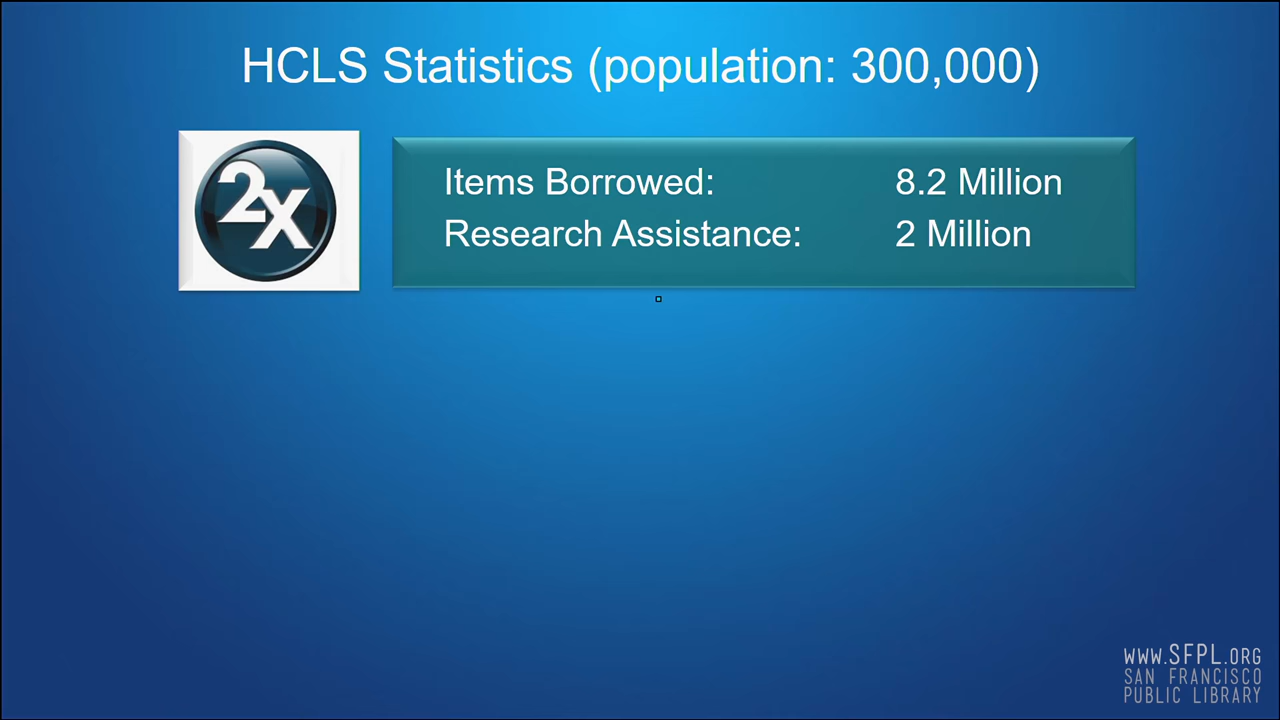 HCLS Statistics (population: 300,000)
2x
Items Borrowed: 8.2 Million
Research Assistance: 2 Million
www.SFPL.ORG
SAN FRANCISCO
PUBLIC LIBRARY